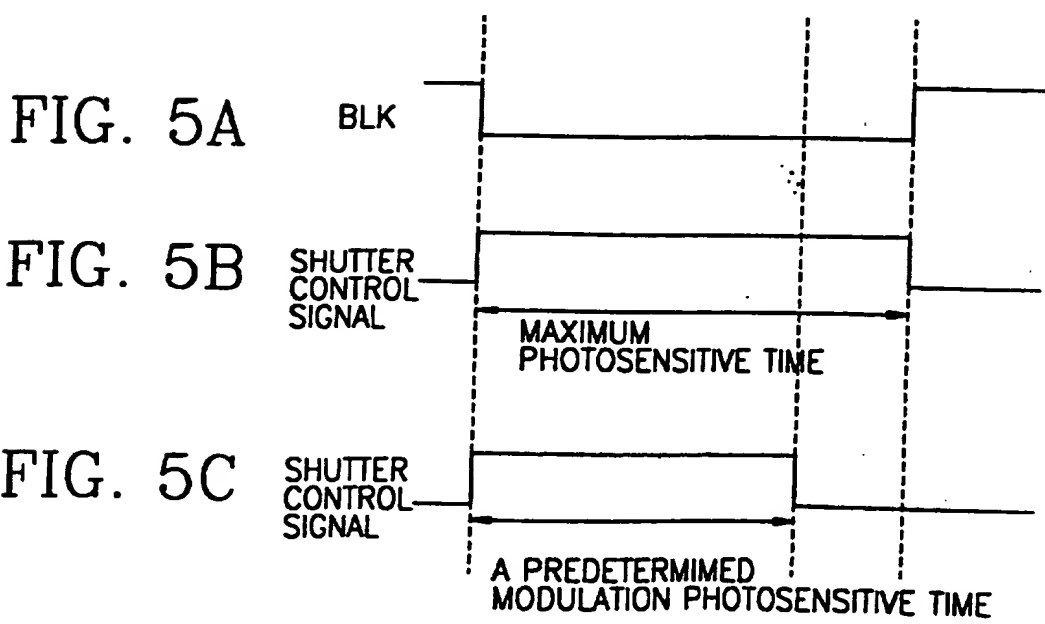 FIG. 5A
BLK
FIG. 5B
SHUTTER
CONTROL
SIGNAL
MAXIMUM
PHOTOSENSITIVE TIME
FIG. 5C
SHUTTER
CONTROL
SIGNAL
A PREDETERMIMED
MODULATION PHOTOSENSITIVE TIME